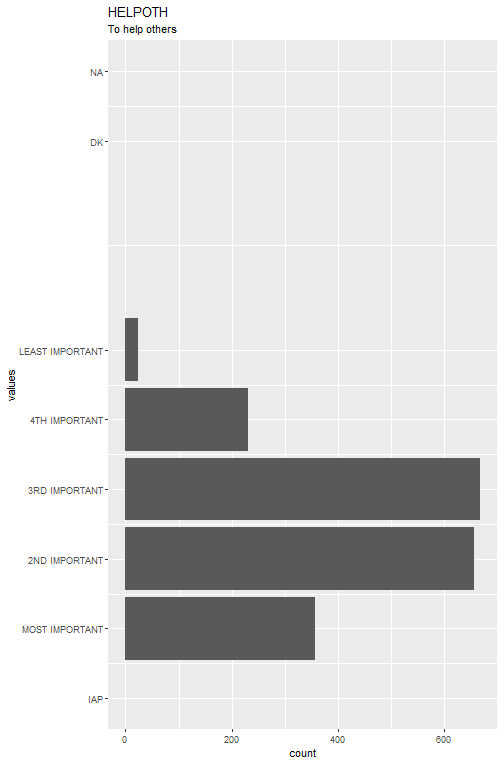 HELPOTH
To help others
NA
DK
LEAST IMPORTANT
4TH IMPORTANT
3RD IMPORTANT
2ND IMPORTANT
MOST IMPORTANT
IAP
values
0 200 400 600
count